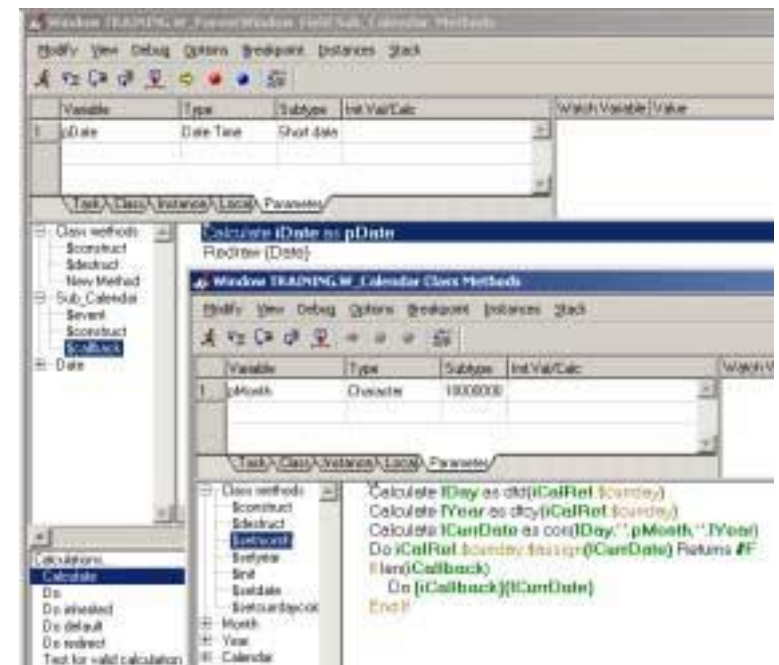 Window TRAINING.W_ParentWindow Field Sub_Calendar Methods
Modify View Debug Options Breakpoint Instances Stack
Variable Type Subtype Init.Val/Calc Watch Variable Value
1 pDate Date Time Short date
Task Class Instance Local Parameter
Class methods
$construct
$destruct
New Method
Sub_Calendar
$event
$construct
$callback
Date
Calculate iDate as pDate
Redraw {Date}
Window TRAINING.W_Calendar Class Methods
Modify View Debug Options Breakpoint Instances Stack
Variable Type Subtype Init.Val/Calc Watch V
1 pMonth Character 10000000
Task Class Instance Local Parameter
Class methods
$construct
$destruct
$setmonth
$setyear
$init
$setdate
Month
Year
Calendar
Calculate lDay as dtd(iCalRef.$curday)
Calculate lYear as dtcy(iCalRef.$curday)
Calculate lCurrDate as con(lDay,' ',pMonth,' ',lYear)
Do iCalRef.$curday.$assign(lCurrDate) Returns #F
If len(iCallback)
Do [iCallback](lCurrDate)
End If
Calculations...
Calculate
Do
Do inherited
Do default
Do redirect
Test for valid calculation